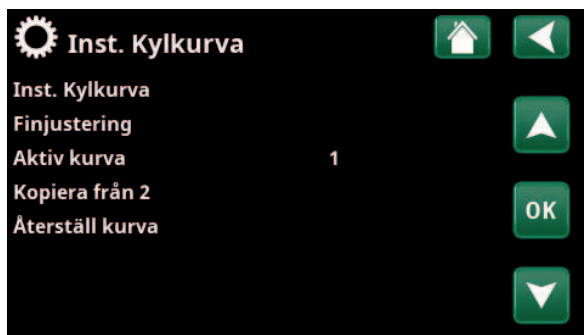 Inst. Kylkurva
Inst. Kylkurva
Finjustering
Aktiv kurva 1
Kopiera från 2
Återställ kurva
OK